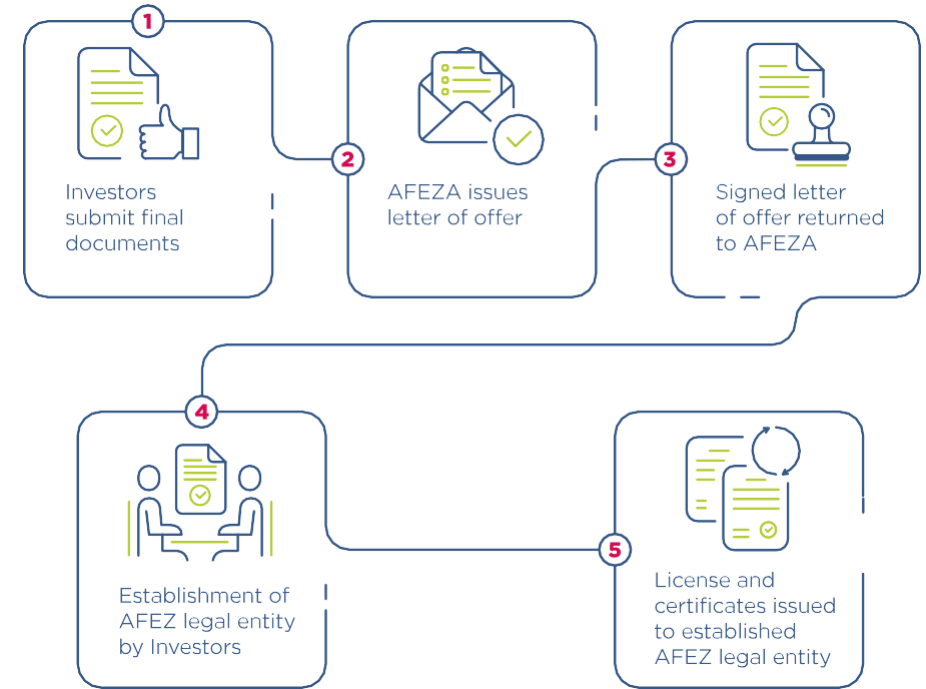 1
Investors
submit final
documents
2
AFEZA issues
letter of offer
3
Signed letter
of offer returned
to AFEZA
4
Establishment of
AFEZ legal entity
by Investors
5
License and
certificates issued
to established
AFEZ legal entity